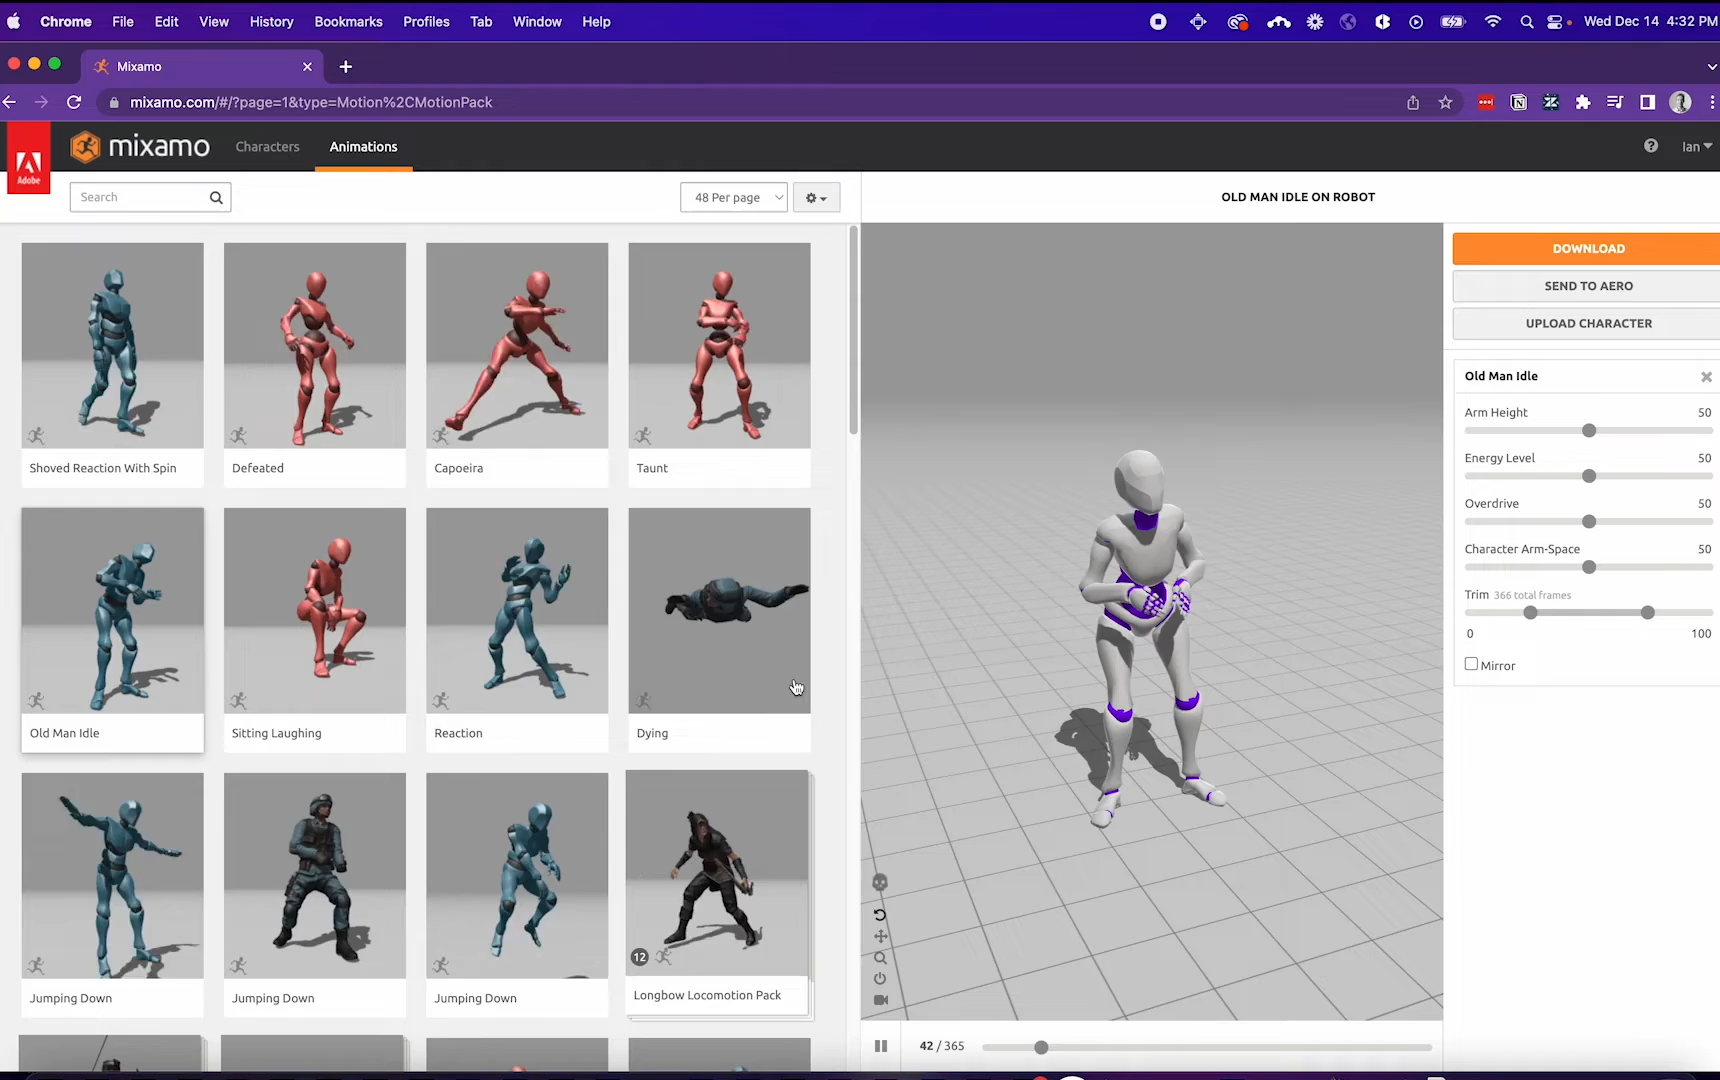 Chrome File Edit View History Bookmarks Profiles Tab Window Help Wed Dec 14 4:32 PM
Mixamo
mixamo.com/#/?page=1&type=Motion%2CMotionPack
Adobe
mixamo Characters Animations Ian
Search 48 Per page
OLD MAN IDLE ON ROBOT
DOWNLOAD
SEND TO AERO
UPLOAD CHARACTER
Shoved Reaction With Spin Defeated Capoeira Taunt
Old Man Idle
Arm Height 50
Energy Level 50
Overdrive 50
Character Arm-Space 50
Trim 366 total frames
0 100
Mirror
Old Man Idle Sitting Laughing Reaction Dying
12
Jumping Down Jumping Down Jumping Down Longbow Locomotion Pack
42 / 365